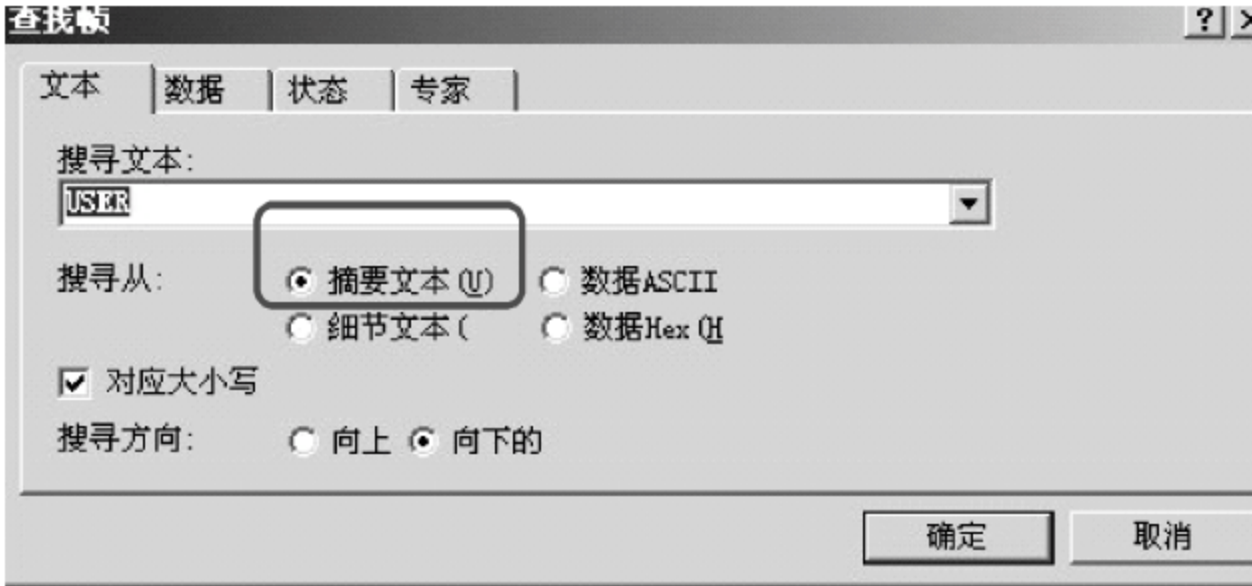 查找帧
文本 数据 状态 专家
搜寻文本:
USER
搜寻从: 摘要文本(U) 数据ASCII
细节文本( 数据Hex(H
对应大小写
搜寻方向: 向上 向下的
确定 取消